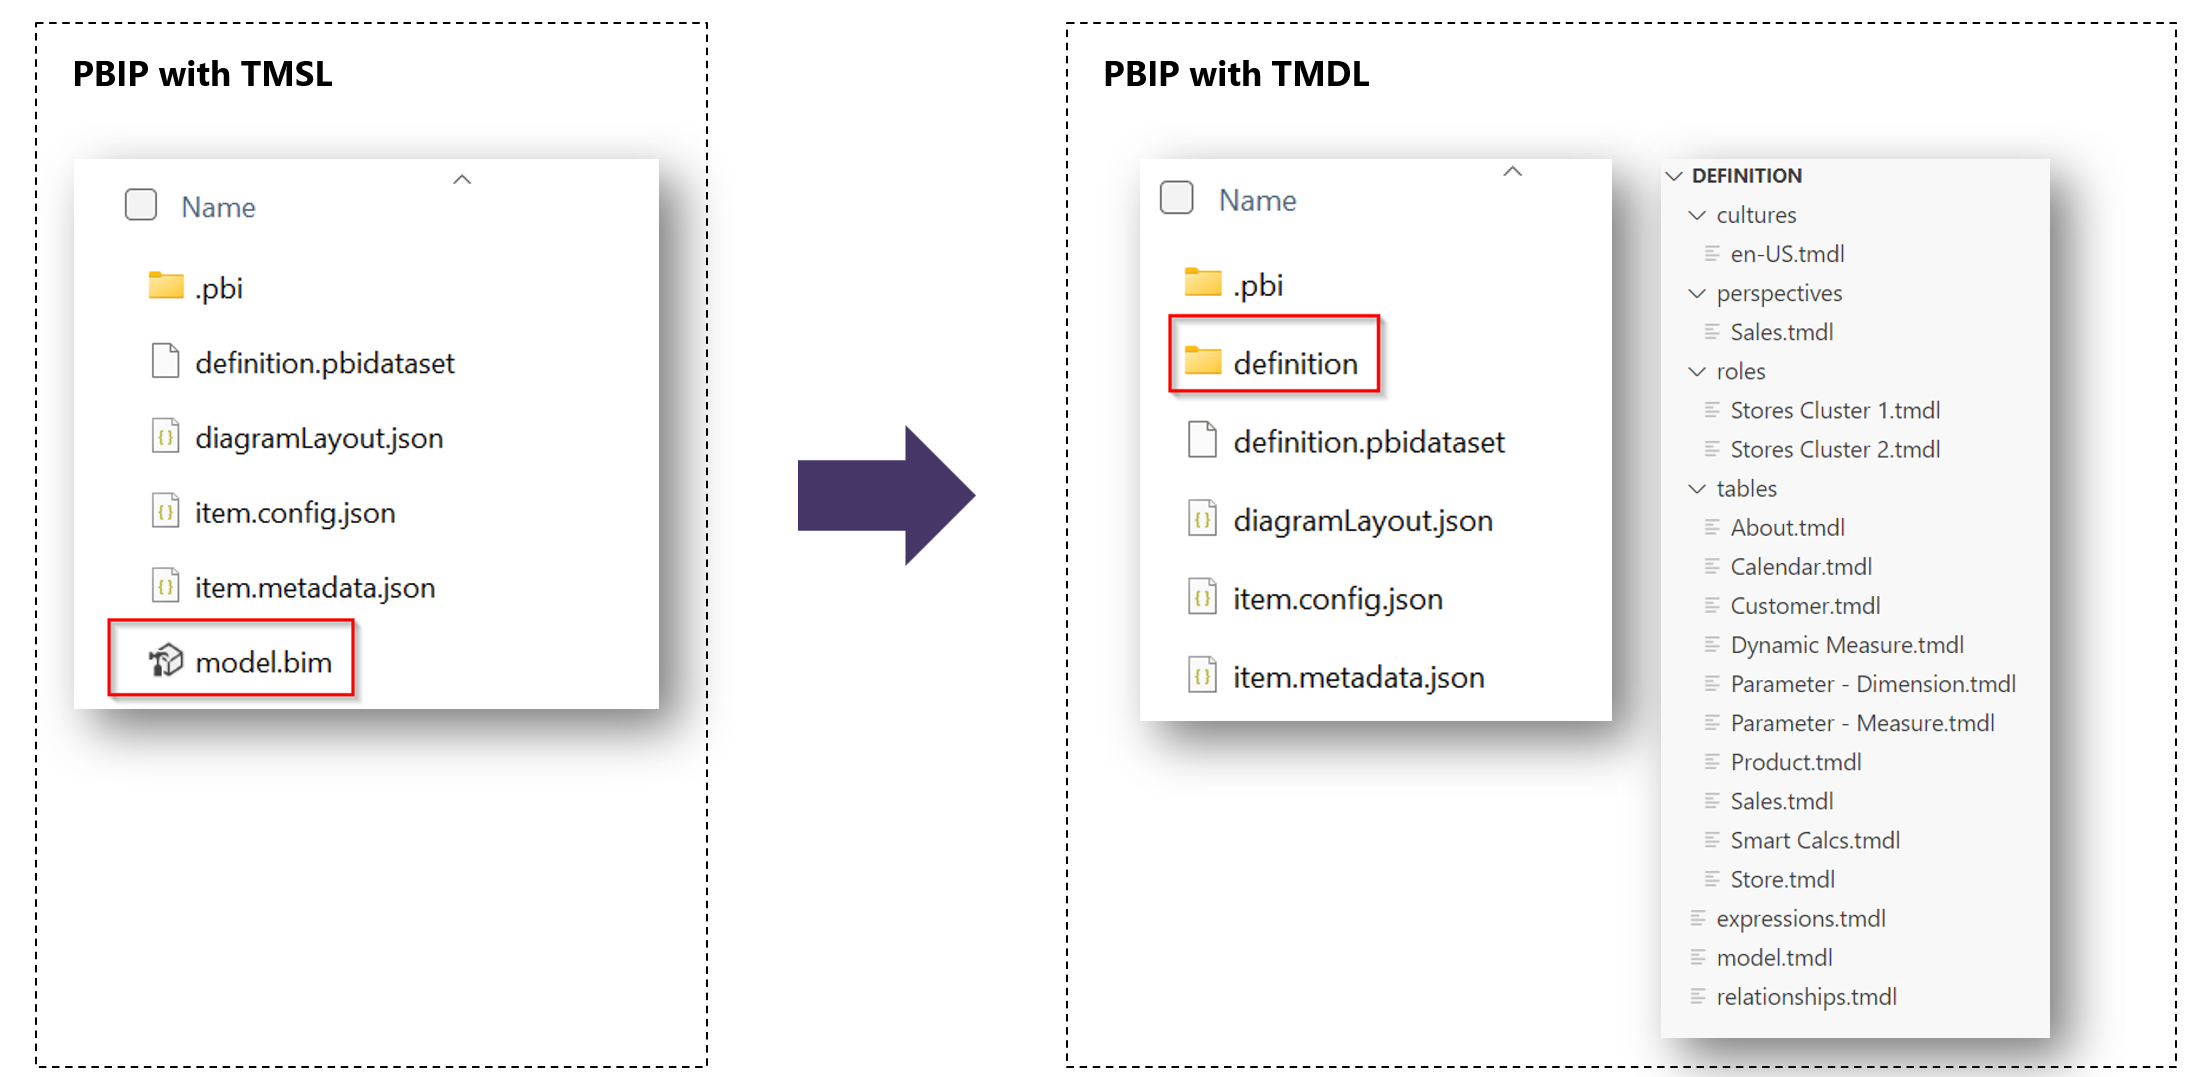 PBIP with TMSL
Name
.pbi
definition.pbidataset
diagramLayout.json
item.config.json
item.metadata.json
model.bim
PBIP with TMDL
Name
.pbi
definition
definition.pbidataset
diagramLayout.json
item.config.json
item.metadata.json
DEFINITION
cultures
en-US.tmdl
perspectives
Sales.tmdl
roles
Stores Cluster 1.tmdl
Stores Cluster 2.tmdl
tables
About.tmdl
Calendar.tmdl
Customer.tmdl
Dynamic Measure.tmdl
Parameter - Dimension.tmdl
Parameter - Measure.tmdl
Product.tmdl
Sales.tmdl
Smart Calcs.tmdl
Store.tmdl
expressions.tmdl
model.tmdl
relationships.tmdl